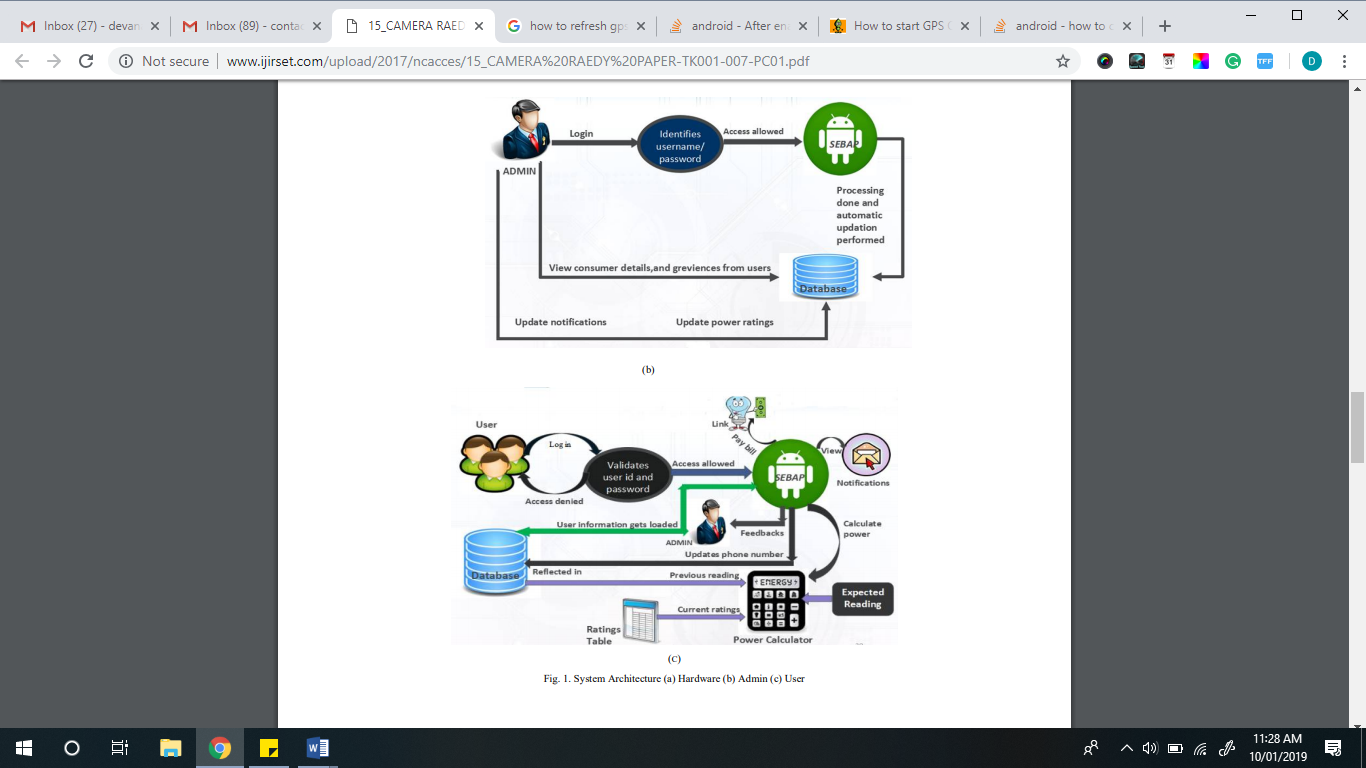 Inbox (27) - devan
Inbox (89) - contac
15_CAMERA RAED
how to refresh gps
android - After en
How to start GPS
android - how to
Not secure
www.ijirset.com/upload/2017/ncacces/15_CAMERA%20RAEDY%20PAPER-TK001-007-PC01.pdf
31
TFF
D
ADMIN
Login
Identifies
username/
password
Access allowed
SEBAP
Processing
done and
automatic
updation
performed
View consumer details,and greviences from users
Database
Update notifications
Update power ratings
(b)
User
Log in
Access denied
Validates
user id and
password
Access allowed
Link
Pay bill
SEBAP
View
Notifications
User information gets loaded
ADMIN
Feedbacks
Calculate
power
Updates phone number
Database
Reflected in
Previous reading
ENERGY
Expected
Reading
Current ratings
Ratings
Table
Power Calculator
(C)
Fig. 1. System Architecture (a) Hardware (b) Admin (c) User
11:28 AM
10/01/2019